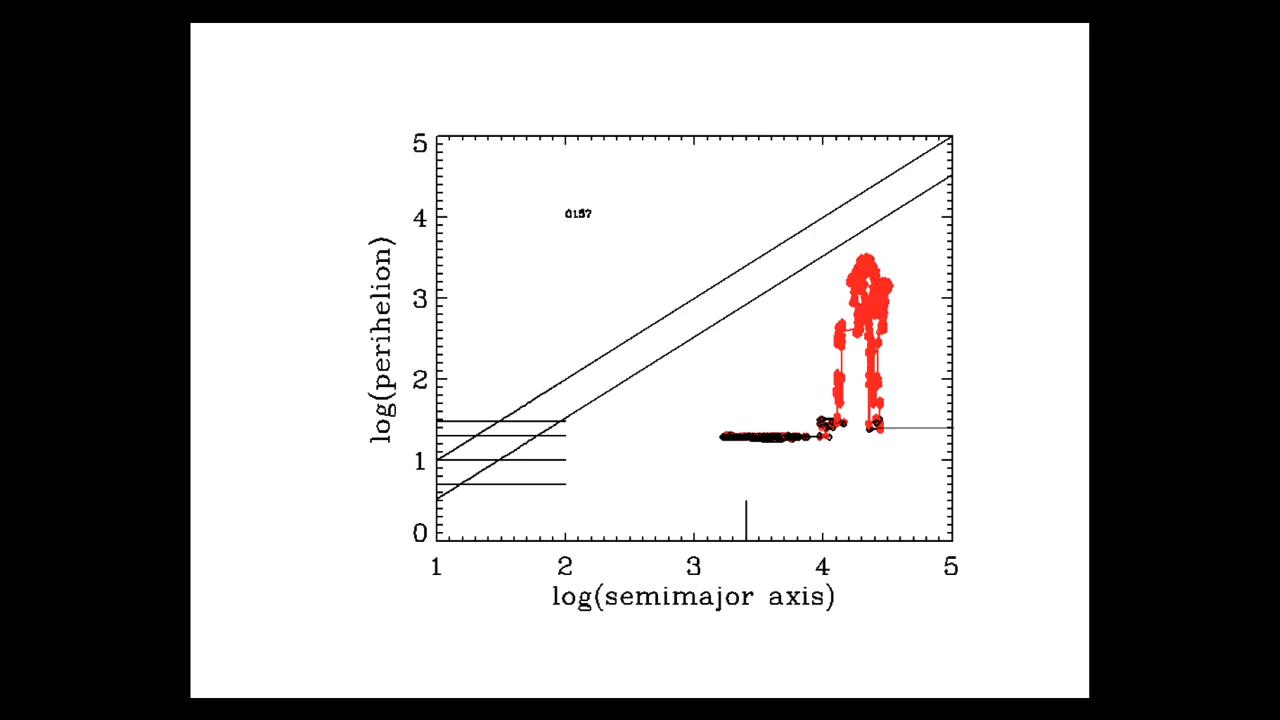 5
0157
4
3
2
1
0
log(perihelion)
1 2 3 4 5
log(semimajor axis)